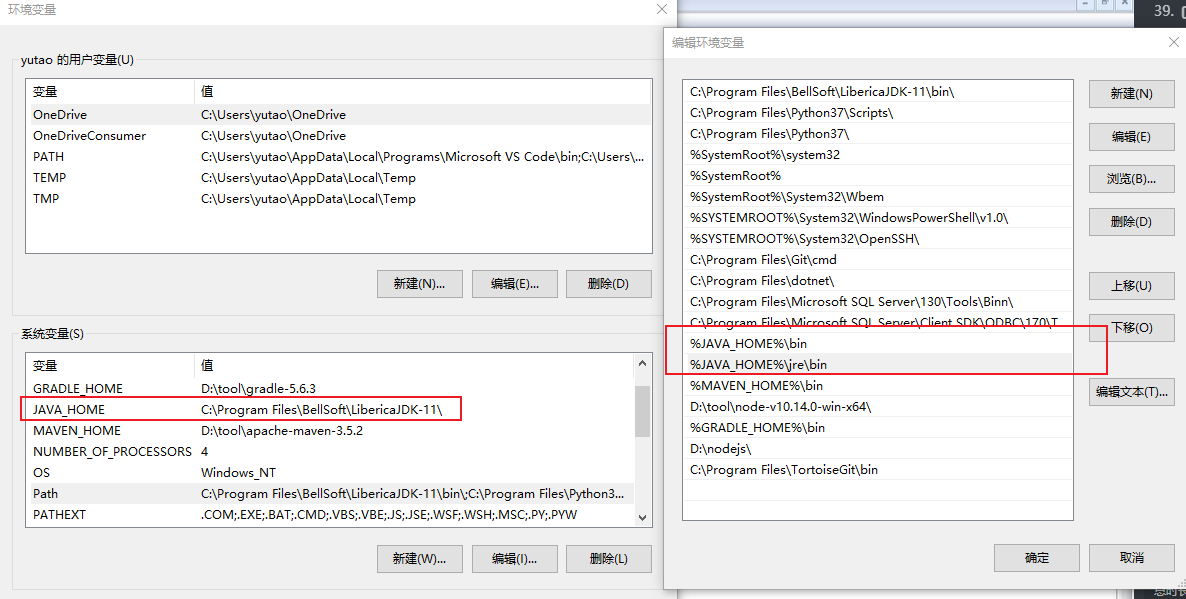 环境变量
yutao 的用户变量(U)
变量 值
OneDrive C:\Users\yutao\OneDrive
OneDriveConsumer C:\Users\yutao\OneDrive
PATH C:\Users\yutao\AppData\Local\Programs\Microsoft VS Code\bin;C:\Users\...
TEMP C:\Users\yutao\AppData\Local\Temp
TMP C:\Users\yutao\AppData\Local\Temp
新建(N)... 编辑(E)... 删除(D)
系统变量(S)
变量 值
GRADLE_HOME D:\tool\gradle-5.6.3
JAVA_HOME C:\Program Files\BellSoft\LibericaJDK-11\
MAVEN_HOME D:\tool\apache-maven-3.5.2
NUMBER_OF_PROCESSORS 4
OS Windows_NT
Path C:\Program Files\BellSoft\LibericaJDK-11\bin\;C:\Program Files\Python3...
PATHEXT .COM;.EXE;.BAT;.CMD;.VBS;.VBE;.JS;.JSE;.WSF;.WSH;.MSC;.PY;.PYW
新建(W)... 编辑(I)... 删除(L)
39.
编辑环境变量
C:\Program Files\BellSoft\LibericaJDK-11\bin\
C:\Program Files\Python37\Scripts\
C:\Program Files\Python37\
%SystemRoot%\system32
%SystemRoot%
%SystemRoot%\System32\Wbem
%SYSTEMROOT%\System32\WindowsPowerShell\v1.0\
%SYSTEMROOT%\System32\OpenSSH\
C:\Program Files\Git\cmd
C:\Program Files\dotnet\
C:\Program Files\Microsoft SQL Server\130\Tools\Binn\
C:\Program Files\Microsoft SQL Server\Client SDK\ODBC\170\T
%JAVA_HOME%\bin
%JAVA_HOME%\jre\bin
%MAVEN_HOME%\bin
D:\tool\node-v10.14.0-win-x64\
%GRADLE_HOME%\bin
D:\nodejs\
C:\Program Files\TortoiseGit\bin
新建(N)
编辑(E)
浏览(B)...
删除(D)
上移(U)
下移(O)
编辑文本(T)...
确定 取消